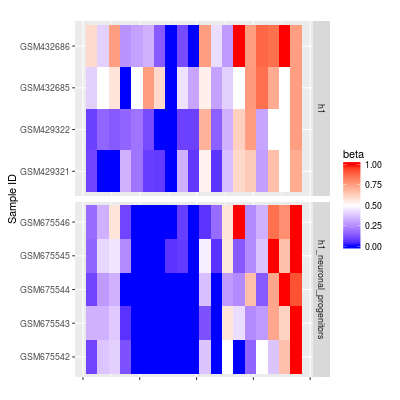 GSM432686
GSM432685
GSM429322
GSM429321
h1
GSM675546
GSM675545
GSM675544
GSM675543
GSM675542
h1_neuronal_progenitors
Sample ID
beta
1.00
0.75
0.50
0.25
0.00